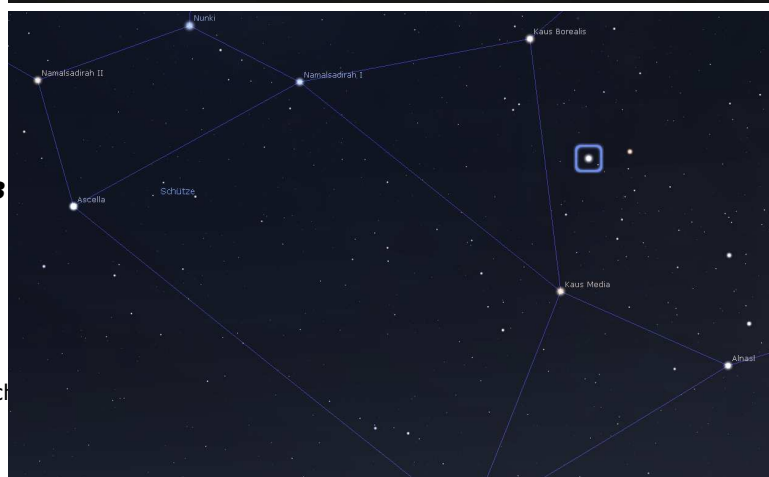 Nunki
Kaus Borealis
Namalsadirah II
Namalsadirah I
Schütze
Ascella
Kaus Media
Alnasl